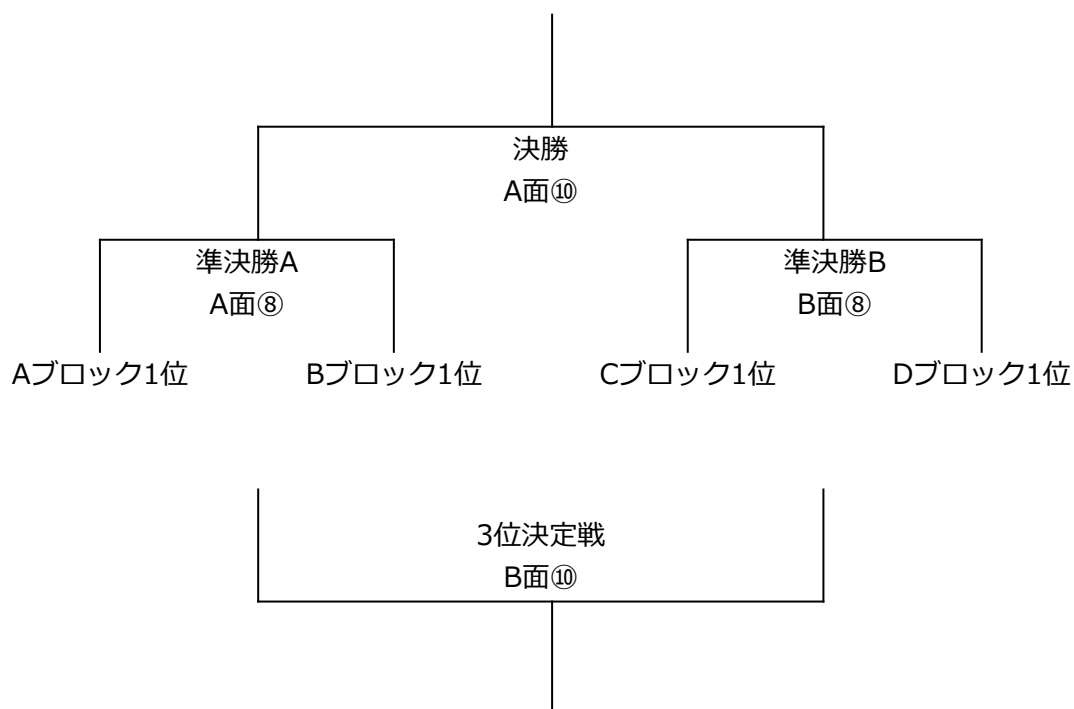 決勝
A面⑩
準決勝A
A面⑧
準決勝B
B面⑧
Aブロック1位
Bブロック1位
Cブロック1位
Dブロック1位
3位決定戦
B面⑩